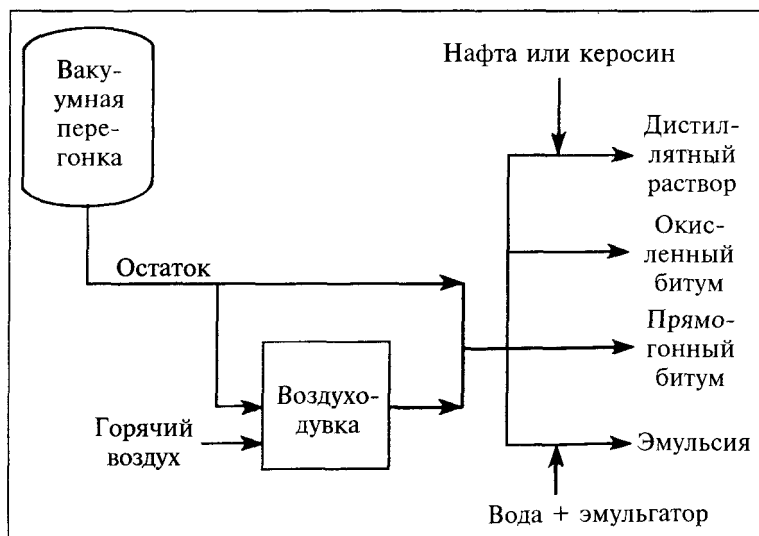 Ваку-
умная
пере-
гонка
Нафта или керосин
Дистил-
лятный
раствор
Окис-
ленный
битум
Остаток
Прямо-
гонный
битум
Воздухо-
дувка
Горячий
воздух
Эмульсия
Вода + эмульгатор